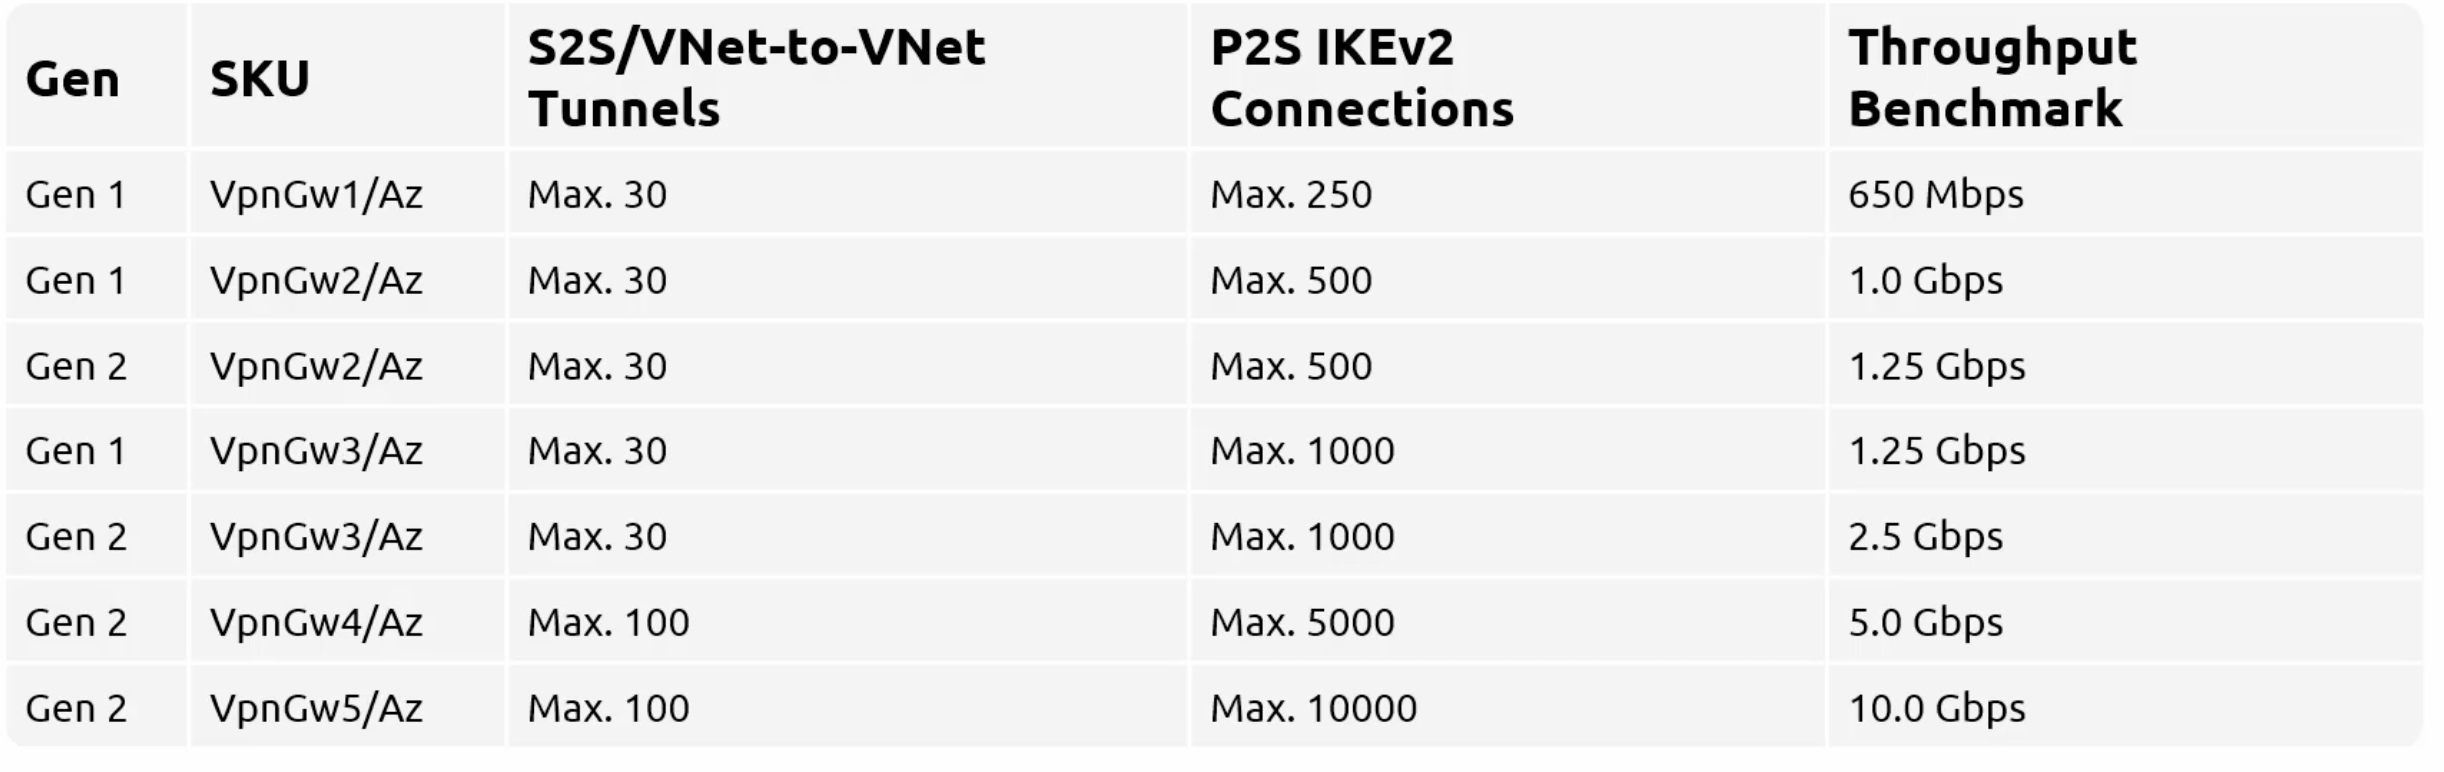 Gen SKU S2S/VNet-to-VNet Tunnels P2S IKEv2 Connections Throughput Benchmark
Gen 1 VpnGw1/Az Max. 30 Max. 250 650 Mbps
Gen 1 VpnGw2/Az Max. 30 Max. 500 1.0 Gbps
Gen 2 VpnGw2/Az Max. 30 Max. 500 1.25 Gbps
Gen 1 VpnGw3/Az Max. 30 Max. 1000 1.25 Gbps
Gen 2 VpnGw3/Az Max. 30 Max. 1000 2.5 Gbps
Gen 2 VpnGw4/Az Max. 100 Max. 5000 5.0 Gbps
Gen 2 VpnGw5/Az Max. 100 Max. 10000 10.0 Gbps